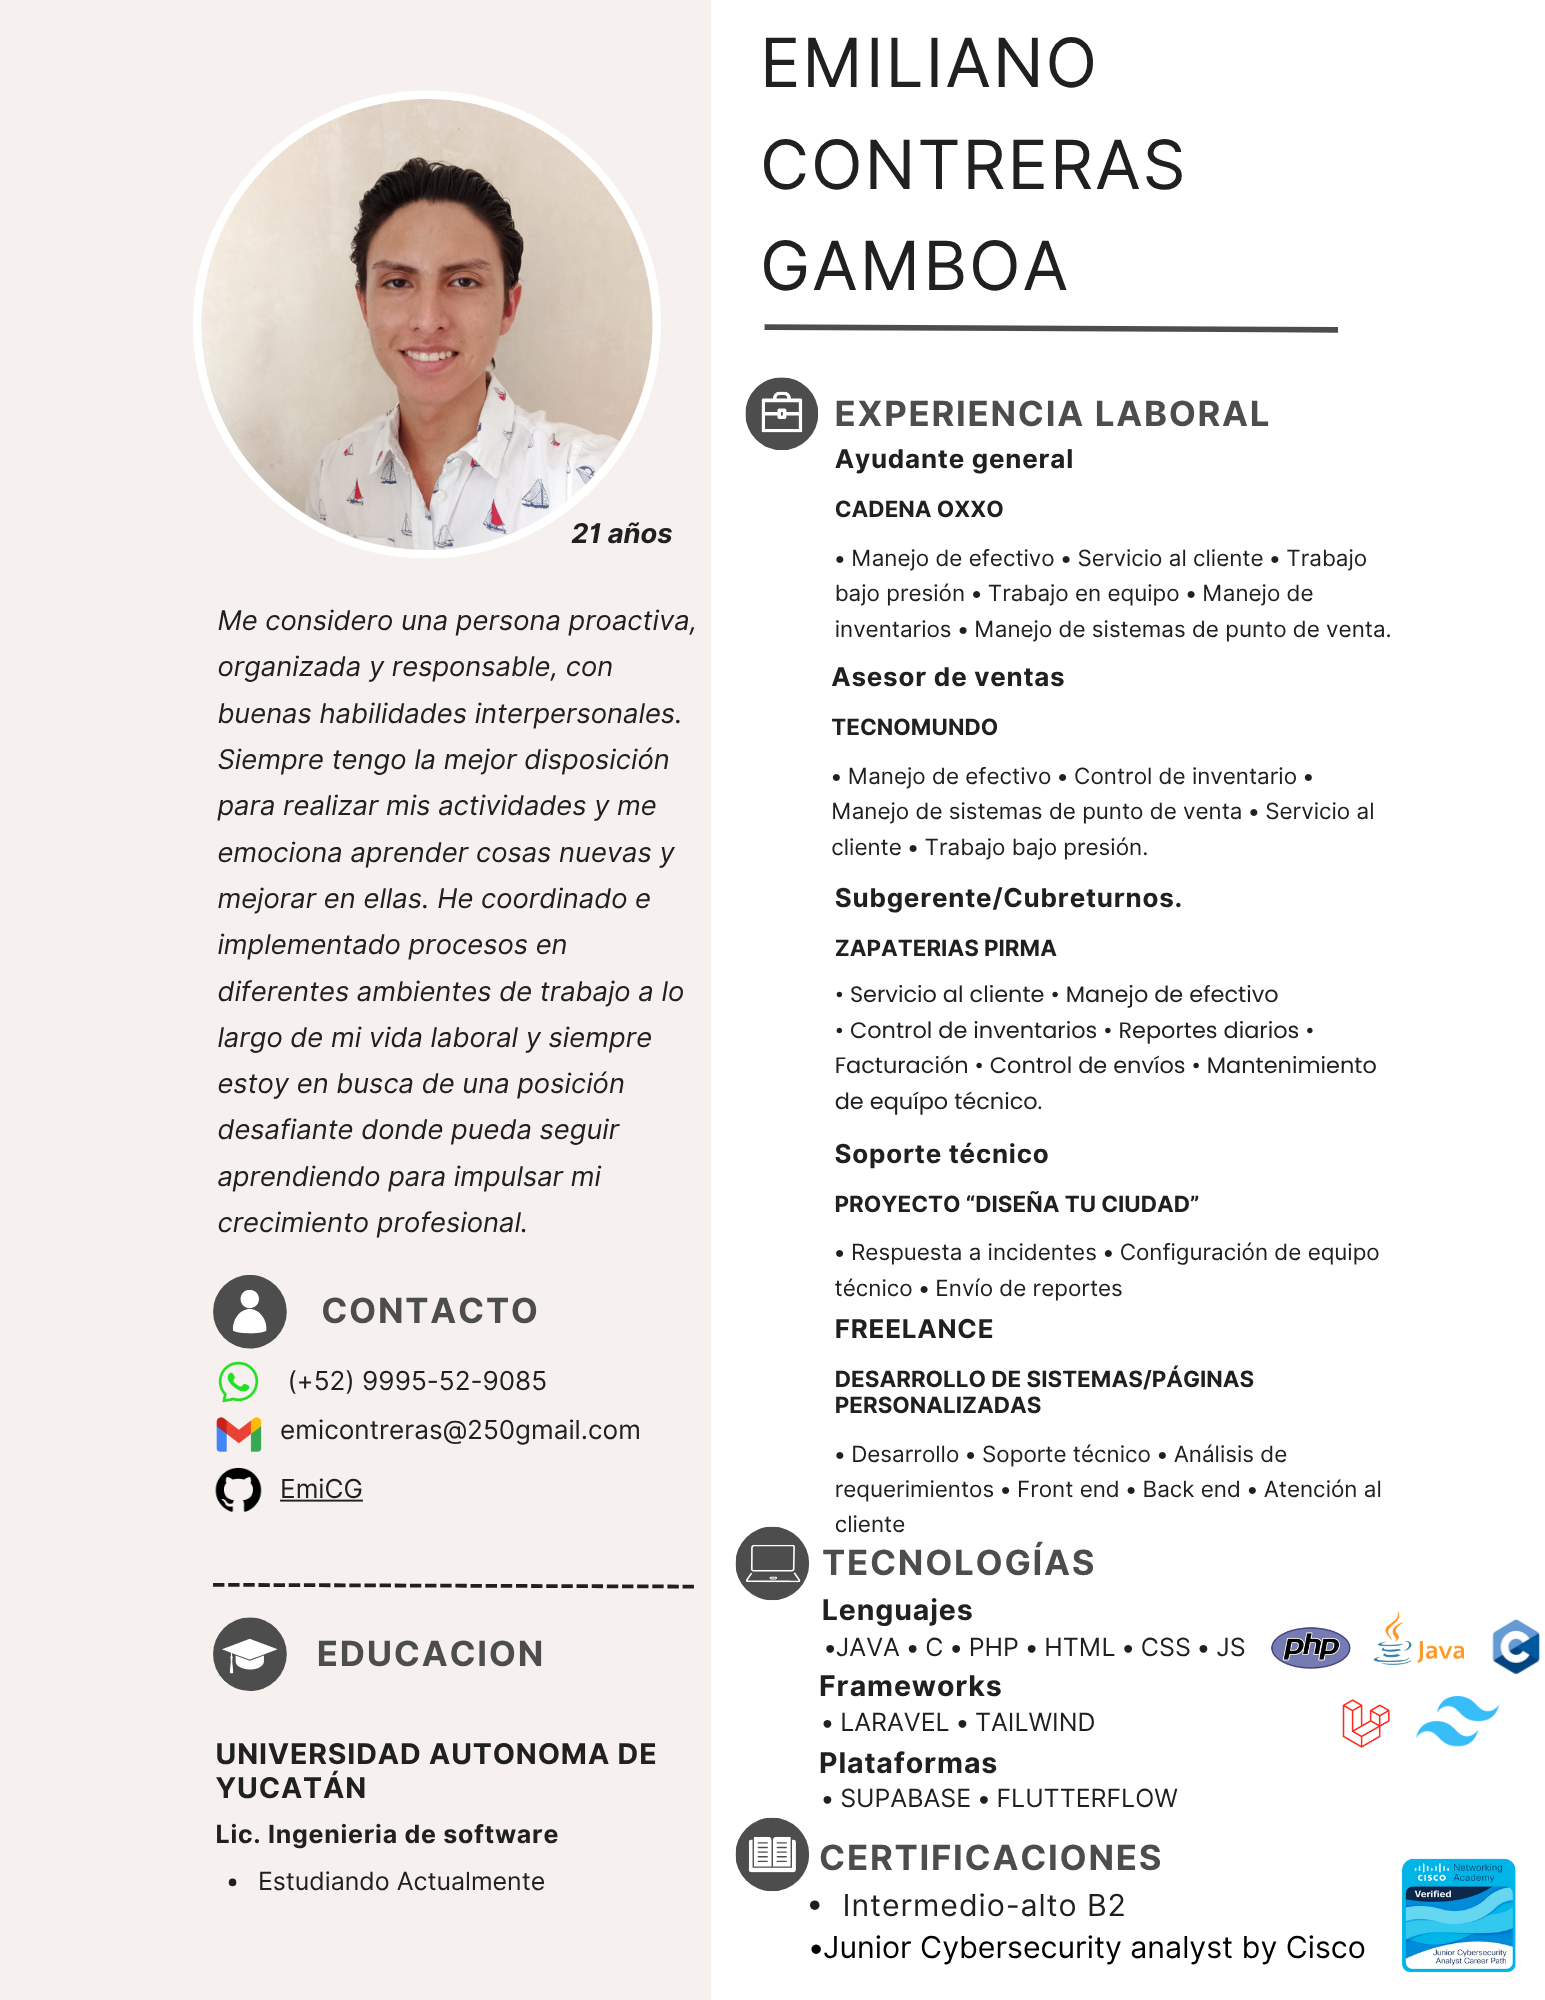 EMILIANO
CONTRERAS
GAMBOA
21 años
Me considero una persona proactiva,
organizada y responsable, con
buenas habilidades interpersonales.
Siempre tengo la mejor disposición
para realizar mis actividades y me
emociona aprender cosas nuevas y
mejorar en ellas. He coordinado e
implementado procesos en
diferentes ambientes de trabajo a lo
largo de mi vida laboral y siempre
estoy en busca de una posición
desafiante donde pueda seguir
aprendiendo para impulsar mi
crecimiento profesional.
CONTACTO
(+52) 9995-52-9085
emicontreras@250gmail.com
EmiCG
EDUCACION
UNIVERSIDAD AUTONOMA DE
YUCATÁN
Lic. Ingenieria de software
• Estudiando Actualmente
EXPERIENCIA LABORAL
Ayudante general
CADENA OXXO
• Manejo de efectivo • Servicio al cliente • Trabajo
bajo presión • Trabajo en equipo • Manejo de
inventarios • Manejo de sistemas de punto de venta.
Asesor de ventas
TECNOMUNDO
• Manejo de efectivo • Control de inventario •
Manejo de sistemas de punto de venta • Servicio al
cliente • Trabajo bajo presión.
Subgerente/Cubreturnos.
ZAPATERIAS PIRMA
• Servicio al cliente • Manejo de efectivo
• Control de inventarios • Reportes diarios •
Facturación • Control de envíos • Mantenimiento
de equípo técnico.
Soporte técnico
PROYECTO “DISEÑA TU CIUDAD”
• Respuesta a incidentes • Configuración de equipo
técnico • Envío de reportes
FREELANCE
DESARROLLO DE SISTEMAS/PÁGINAS
PERSONALIZADAS
• Desarrollo • Soporte técnico • Análisis de
requerimientos • Front end • Back end • Atención al
cliente
TECNOLOGÍAS
Lenguajes
•JAVA • C • PHP • HTML • CSS • JS
php
Java
C
Frameworks
• LARAVEL • TAILWIND
Plataformas
• SUPABASE • FLUTTERFLOW
CERTIFICACIONES
• Intermedio-alto B2
•Junior Cybersecurity analyst by Cisco
CISCO
Networking
Academy
Verified
Junior Cybersecurity
Analyst Career Path